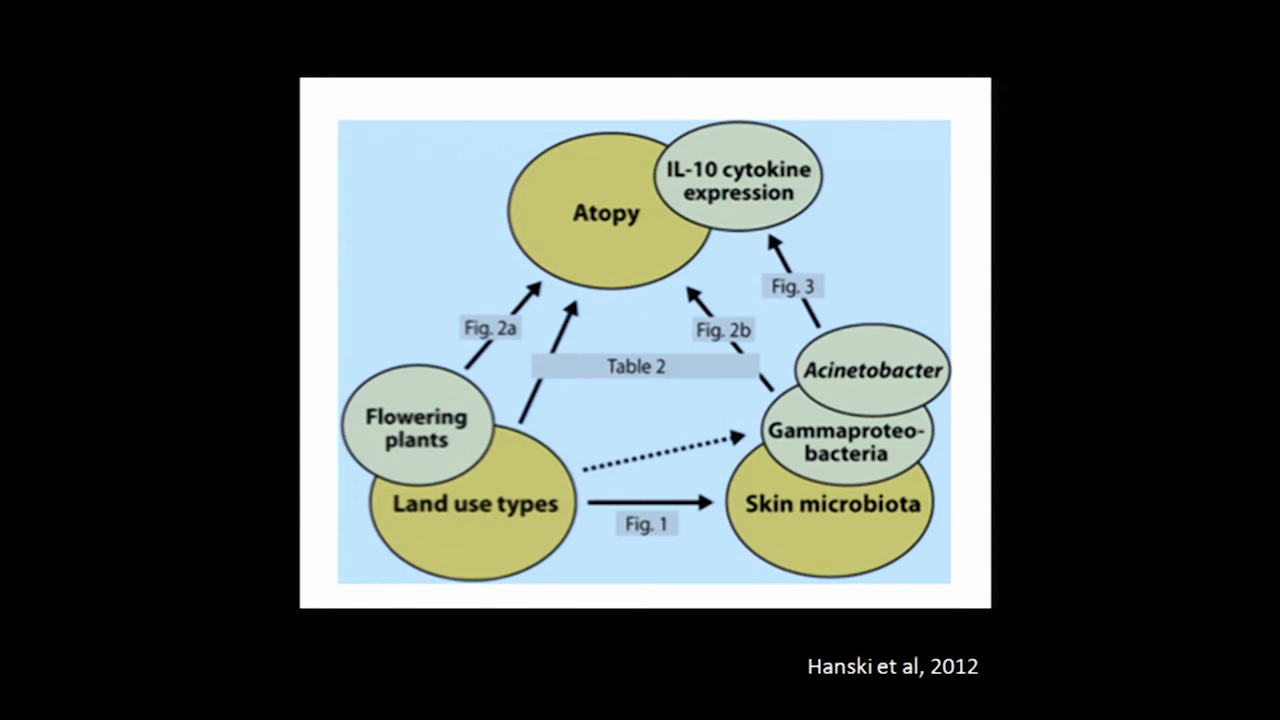 IL-10 cytokine
expression
Atopy
Fig. 3
Fig. 2a
Fig. 2b
Table 2
Acinetobacter
Flowering
plants
Gammaproteo-
bacteria
Land use types
Skin microbiota
Fig. 1
Hanski et al, 2012